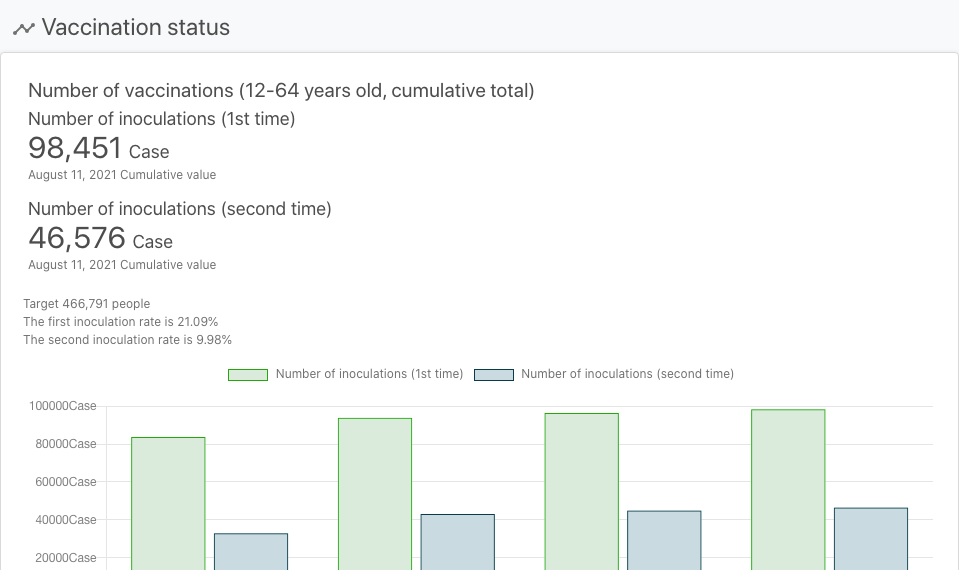 Vaccination status
Number of vaccinations (12-64 years old, cumulative total)
Number of inoculations (1st time)
98,451 Case
August 11, 2021 Cumulative value
Number of inoculations (second time)
46,576 Case
August 11, 2021 Cumulative value
Target 466,791 people
The first inoculation rate is 21.09%
The second inoculation rate is 9.98%
Number of inoculations (1st time) Number of inoculations (second time)
100000Case
80000Case
60000Case
40000Case
20000Case